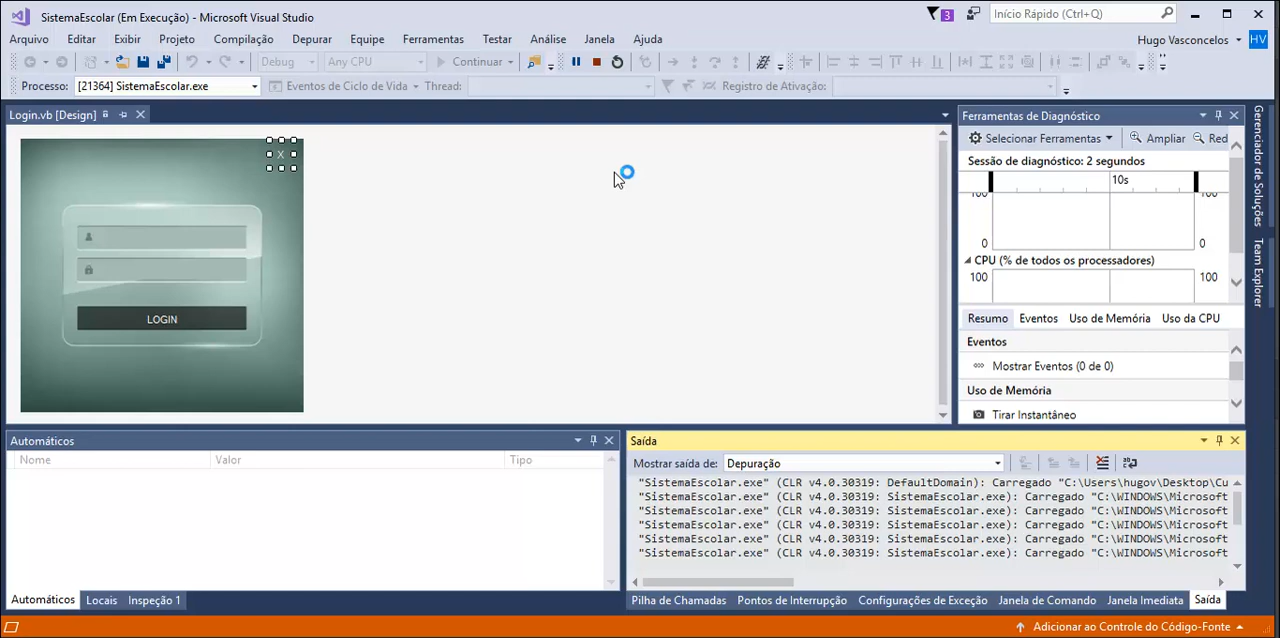 SistemaEscolar (Em Execução) - Microsoft Visual Studio
3
Início Rápido (Ctrl+Q)
Arquivo Editar Exibir Projeto Compilação Depurar Equipe Ferramentas Testar Análise Janela Ajuda
Hugo Vasconcelos HV
Debug Any CPU Continuar
Processo: [21364] SistemaEscolar.exe Eventos de Ciclo de Vida Thread: Registro de Ativação:
Login.vb [Design]
X
LOGIN
Ferramentas de Diagnóstico
Selecionar Ferramentas Ampliar Red
Sessão de diagnóstico: 2 segundos
10s
100 100
0 0
CPU (% de todos os processadores)
100 100
Resumo Eventos Uso de Memória Uso da CPU
Eventos
Mostrar Eventos (0 de 0)
Uso de Memória
Tirar Instantâneo
Gerenciador de Soluções
Team Explorer
Automáticos
Nome Valor Tipo
Automáticos Locais Inspeção 1
Saída
Mostrar saída de: Depuração
"SistemaEscolar.exe" (CLR v4.0.30319: DefaultDomain): Carregado "C:\Users\hugov\Desktop\Cu
"SistemaEscolar.exe" (CLR v4.0.30319: SistemaEscolar.exe): Carregado "C:\WINDOWS\Microsoft
"SistemaEscolar.exe" (CLR v4.0.30319: SistemaEscolar.exe): Carregado "C:\WINDOWS\Microsoft
"SistemaEscolar.exe" (CLR v4.0.30319: SistemaEscolar.exe): Carregado "C:\WINDOWS\Microsoft
"SistemaEscolar.exe" (CLR v4.0.30319: SistemaEscolar.exe): Carregado "C:\WINDOWS\Microsoft
"SistemaEscolar.exe" (CLR v4.0.30319: SistemaEscolar.exe): Carregado "C:\WINDOWS\Microsoft
Pilha de Chamadas Pontos de Interrupção Configurações de Exceção Janela de Comando Janela Imediata Saída
Adicionar ao Controle do Código-Fonte